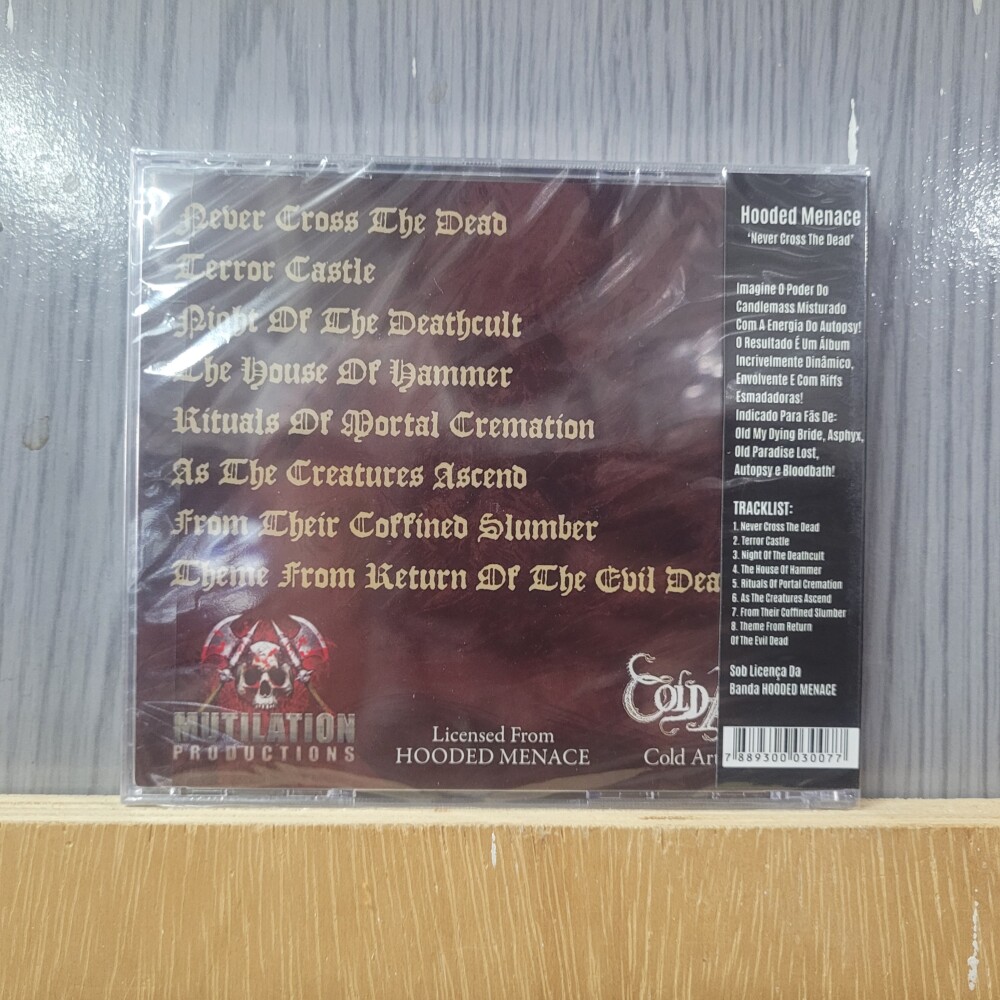 Never Cross The Dead
Terror Castle
Night Of The Deathcult
The House Of Hammer
Rituals Of Mortal Cremation
As The Creatures Ascend
From Their Coffined Slumber
Theme From Return Of The Evil Dea
MUTILATION
PRODUCTIONS
Licensed From
HOODED MENACE
COLD
Cold Art
Hooded Menace
"Never Cross The Dead"
Imagine O Poder Do
Candlemass Misturado
Com A Energia Do Autopsy!
O Resultado É Um Álbum
Incrivelmente Dinâmico,
Envolvente E Com Riffs
Esmadadoras!
Indicado Para Fãs De:
Old My Dying Bride, Asphyx,
Old Paradise Lost,
Autopsy e Bloodbath!
TRACKLIST:
1. Never Cross The Dead
2. Terror Castle
3. Night Of The Deathcult
4. The House Of Hammer
5. Rituals Of Portal Cremation
6. As The Creatures Ascend
7. From Their Coffined Slumber
8. Theme From Return
Of The Evil Dead
Sob Licença Da
Banda HOODED MENACE
7 889300 030077